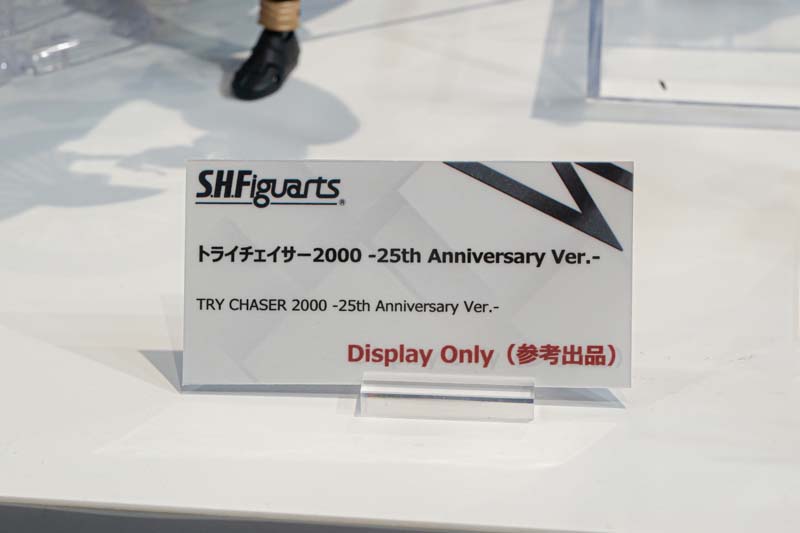 S.H.Figuarts®
トライチェイサー2000 -25th Anniversary Ver.-
TRY CHASER 2000 -25th Anniversary Ver.-
Display Only（参考出品）